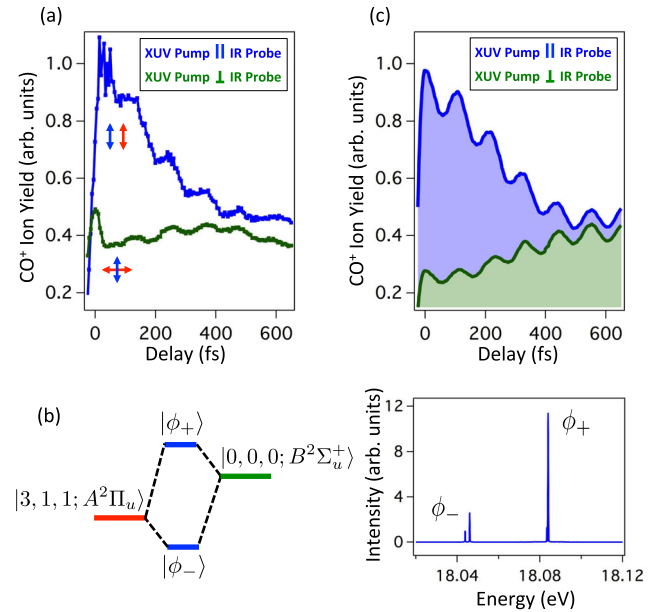 (a)
XUV Pump || IR Probe
XUV Pump ⊥ IR Probe
CO⁺ Ion Yield (arb. units)
1.0
0.8
0.6
0.4
0.2
0
200
400
600
Delay (fs)
(c)
XUV Pump || IR Probe
XUV Pump ⊥ IR Probe
CO⁺ Ion Yield (arb. units)
1.0
0.8
0.6
0.4
0.2
0
200
400
600
Delay (fs)
(b)
|ϕ₊⟩
|0, 0, 0; B²Σᵤ⁺⟩
|3, 1, 1; A²Πᵤ⟩
|ϕ₋⟩
Intensity (arb. units)
12
8
4
0
ϕ₊
ϕ₋
18.04
18.08
18.12
Energy (eV)